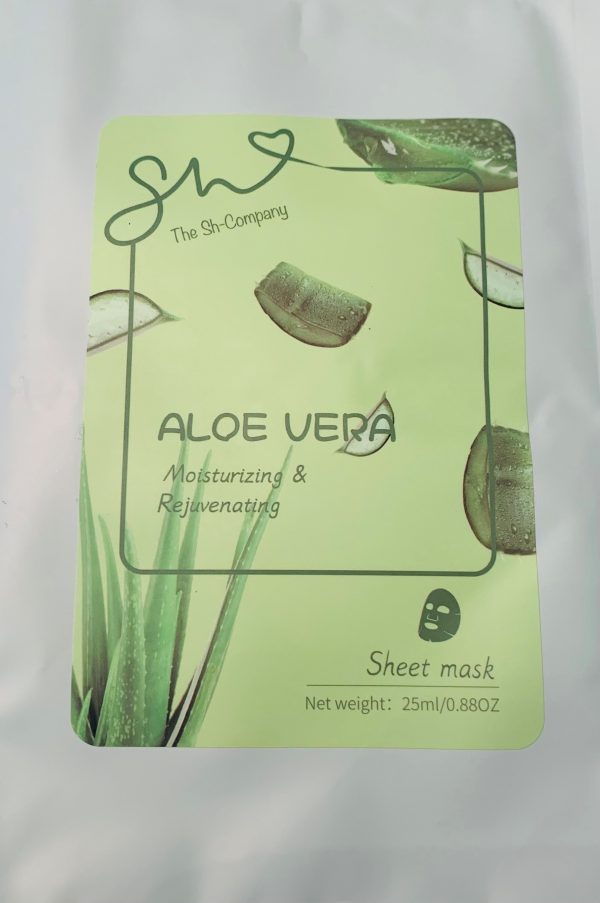 Sh
The Sh-Company
ALOE VERA
Moisturizing &
Rejuvenating
Sheet mask
Net weight: 25ml/0.88OZ